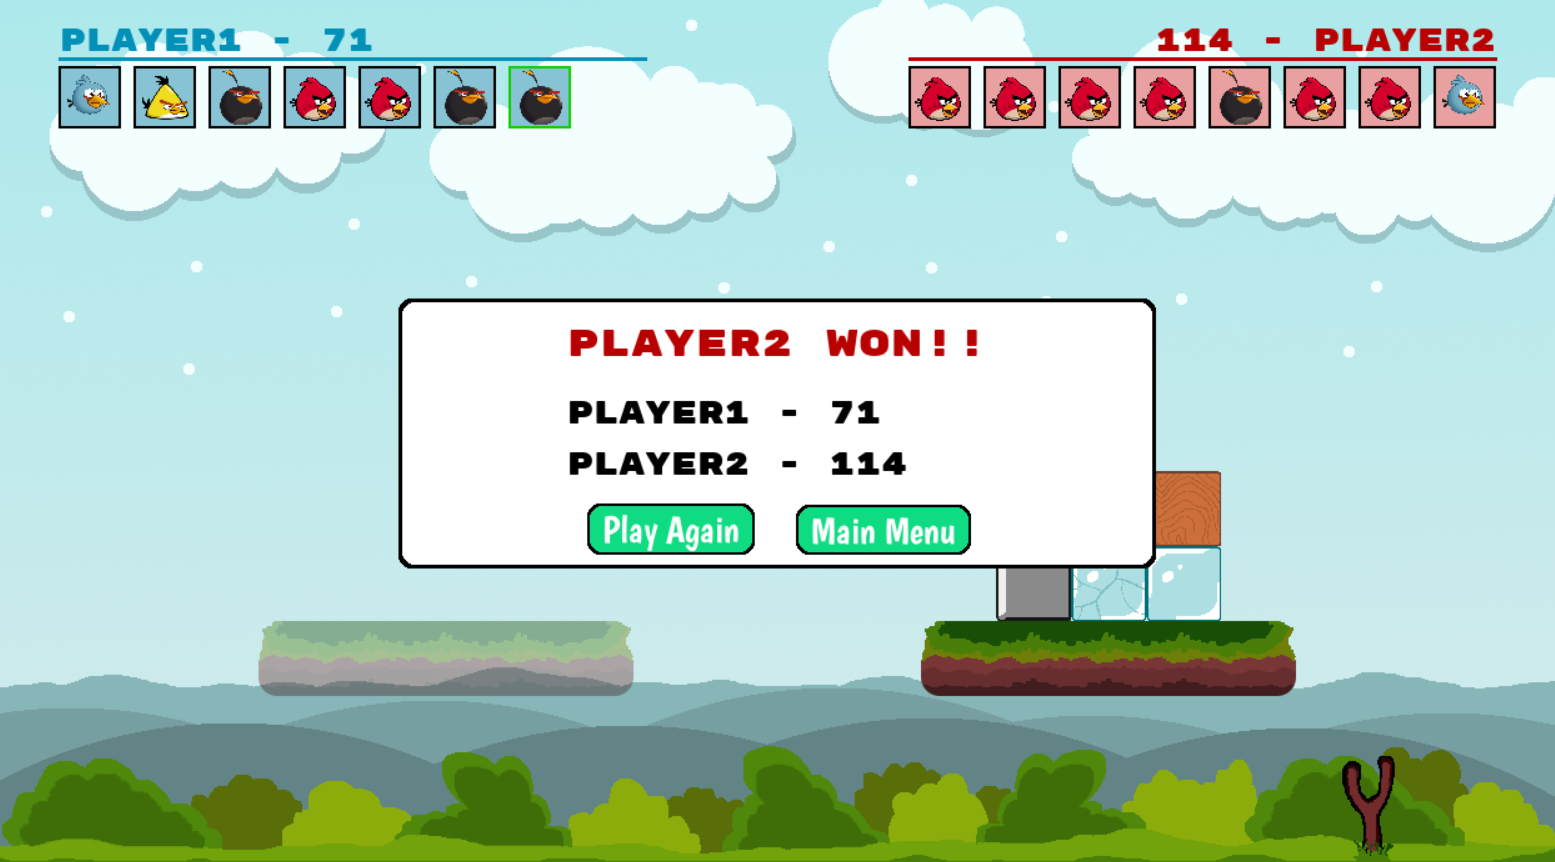 PLAYER1 - 71
114 - PLAYER2
PLAYER2 WON!!
PLAYER1 - 71
PLAYER2 - 114
Play Again
Main Menu